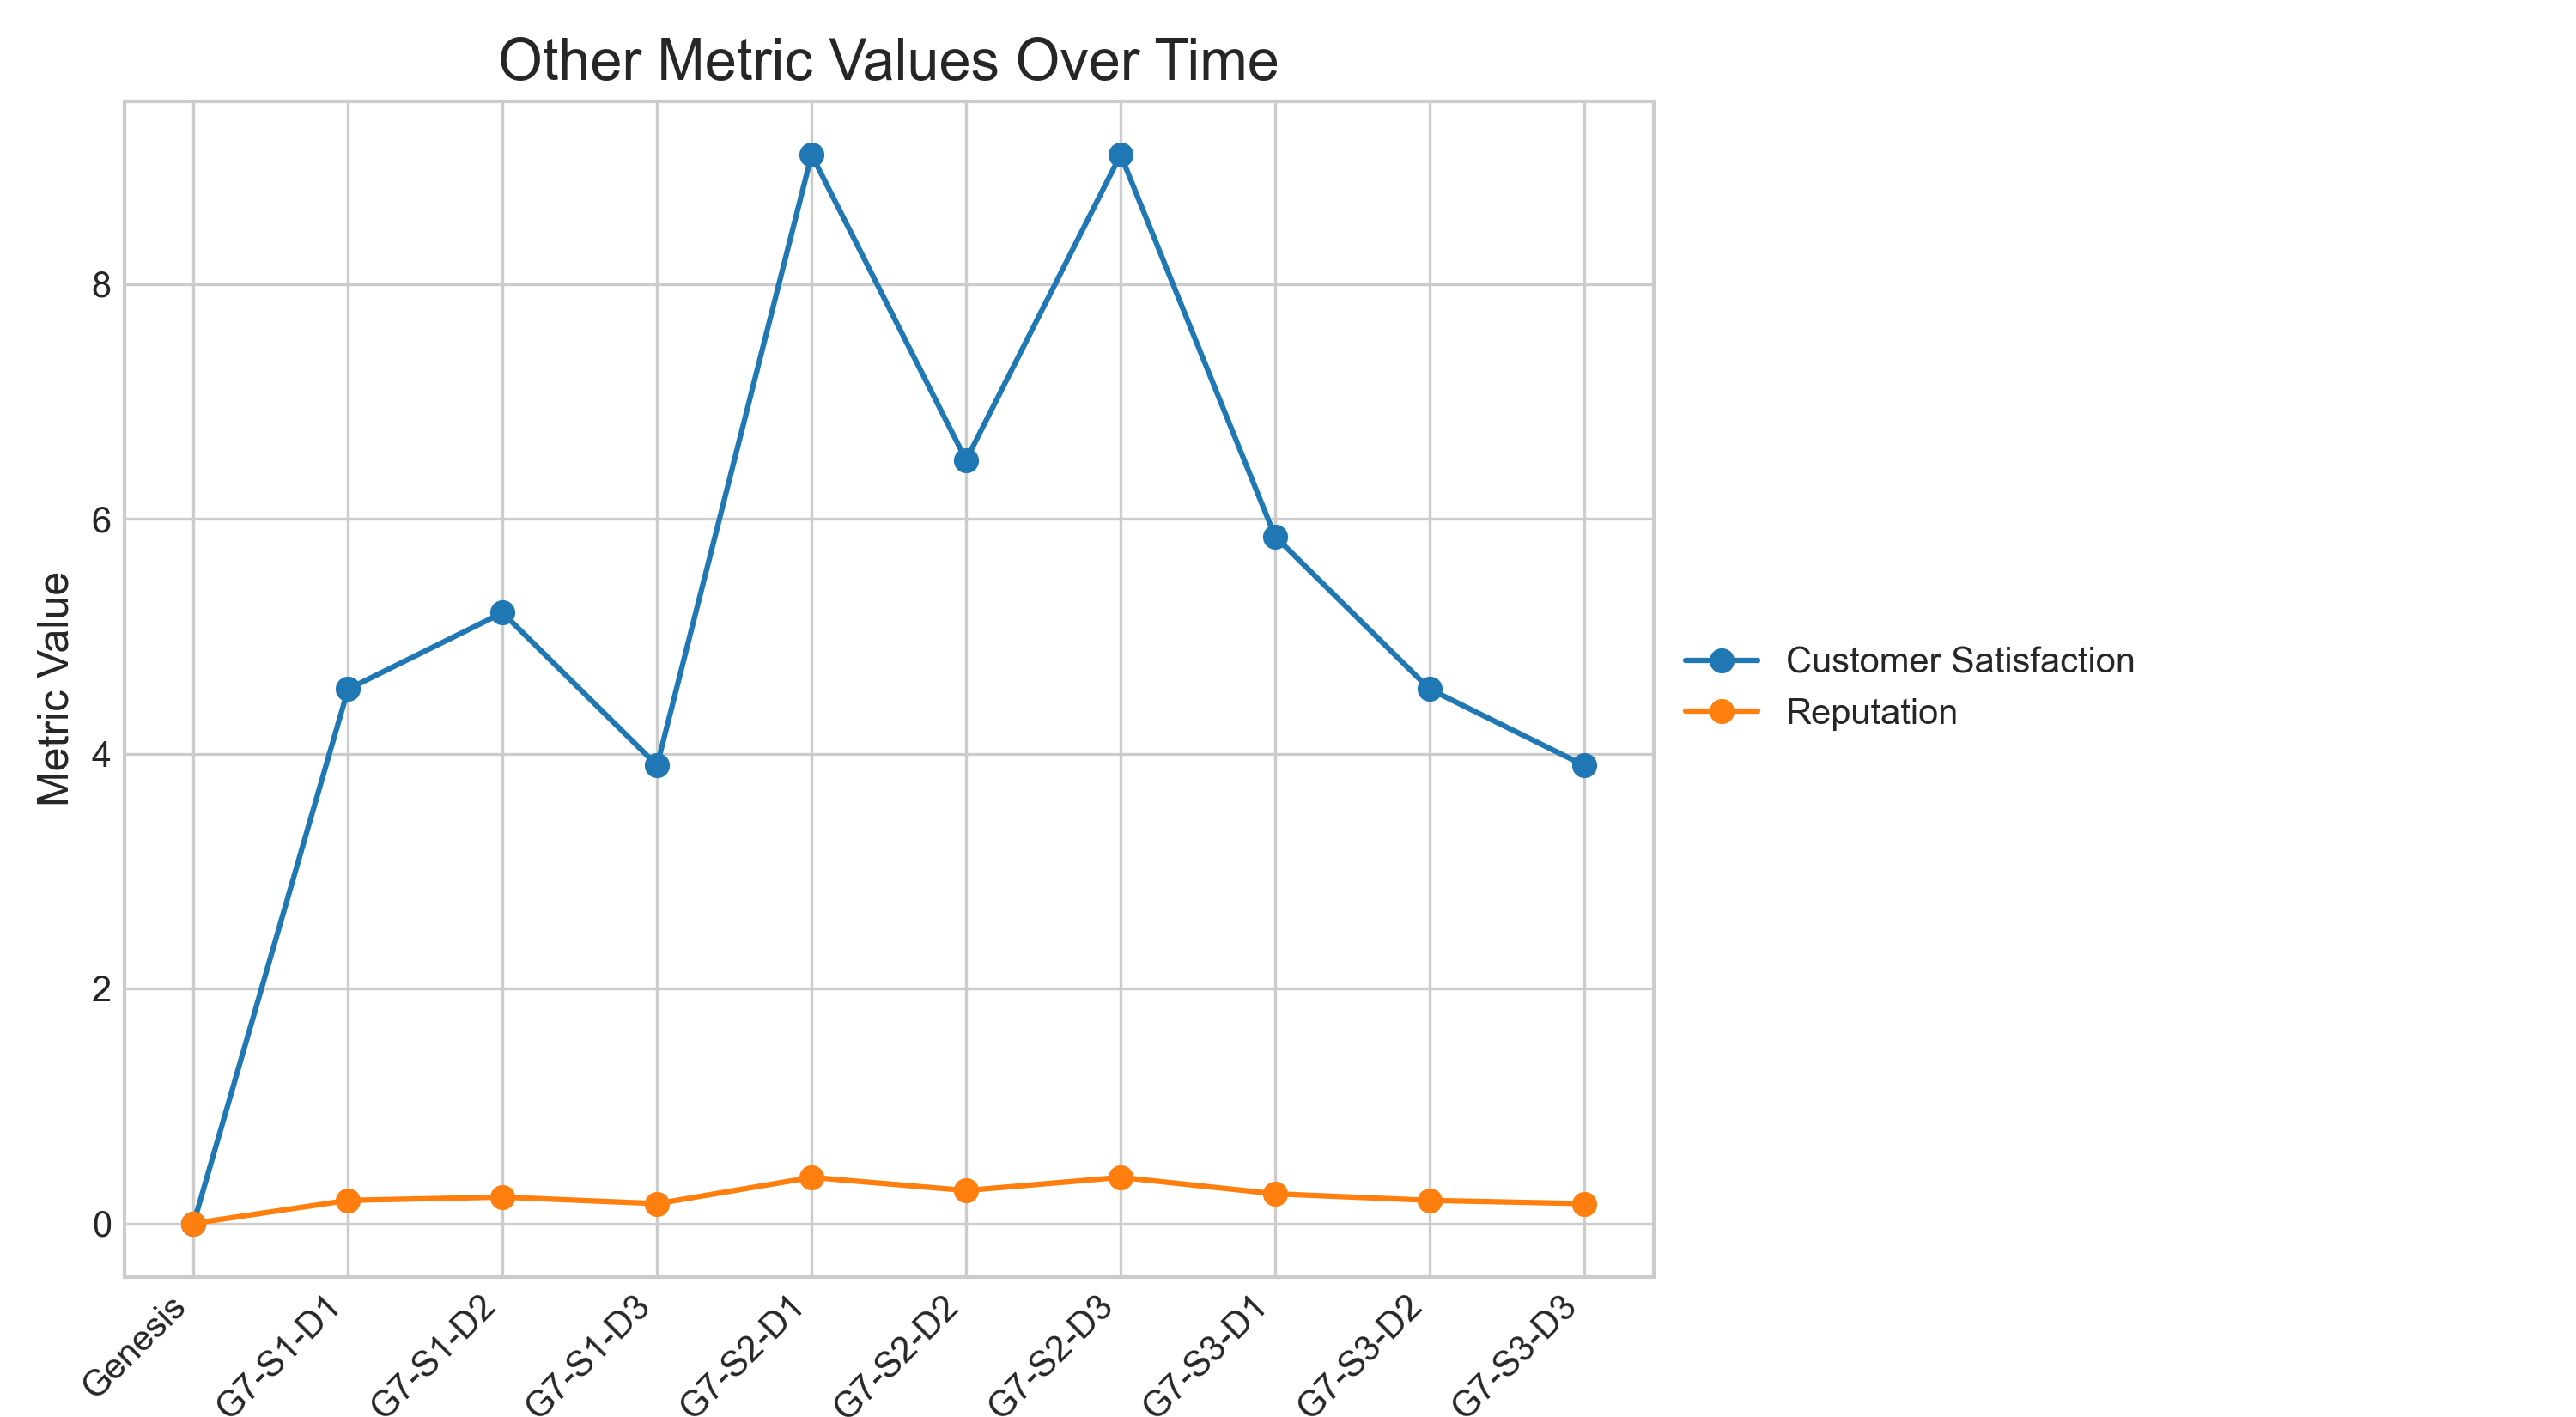 Other Metric Values Over Time
Metric Value
8
6
4
2
0
Genesis
G7-S1-D1
G7-S1-D2
G7-S1-D3
G7-S2-D1
G7-S2-D2
G7-S2-D3
G7-S3-D1
G7-S3-D2
G7-S3-D3
Customer Satisfaction
Reputation